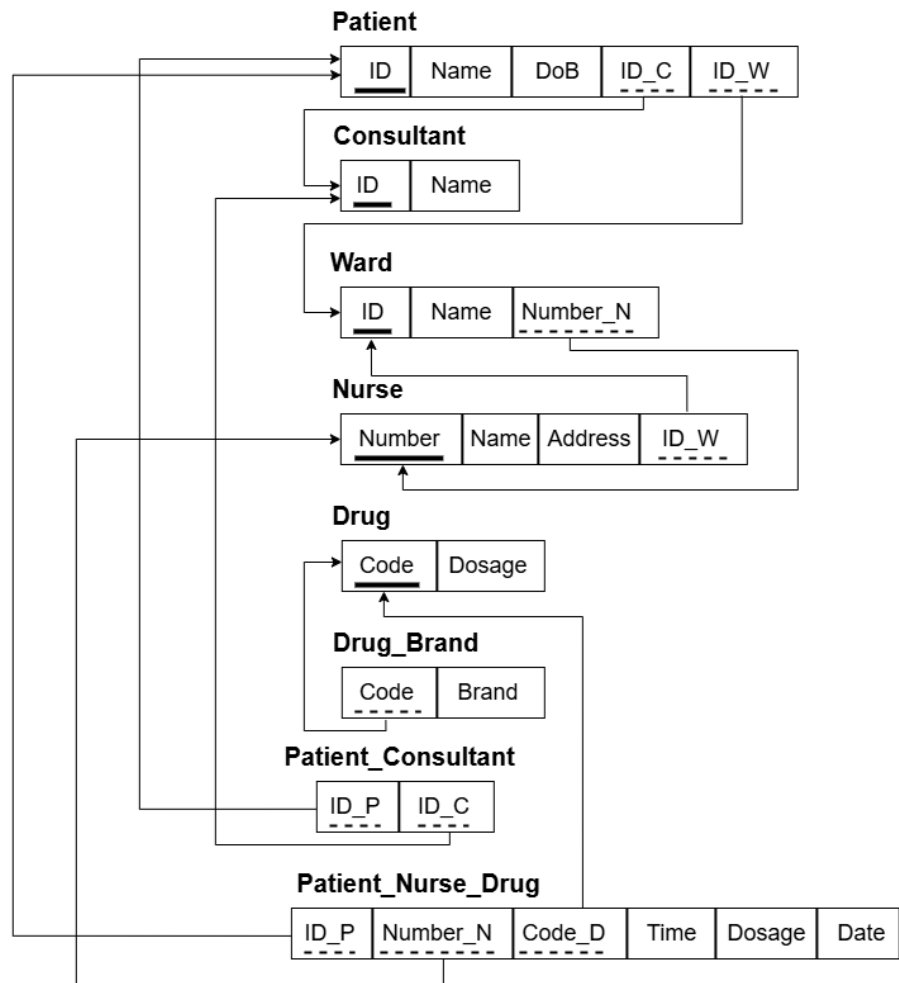 Patient
ID Name DoB ID_C ID_W
Consultant
ID Name
Ward
ID Name Number_N
Nurse
Number Name Address ID_W
Drug
Code Dosage
Drug_Brand
Code Brand
Patient_Consultant
ID_P ID_C
Patient_Nurse_Drug
ID_P Number_N Code_D Time Dosage Date